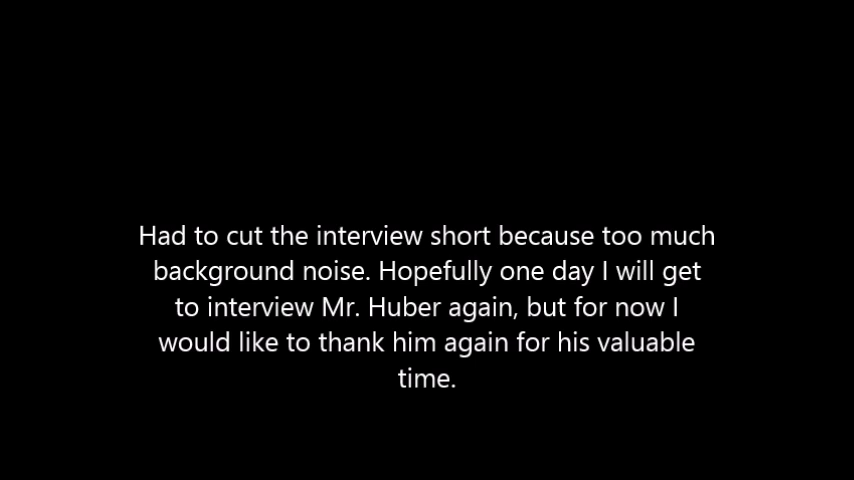 Had to cut the interview short because too much
background noise. Hopefully one day I will get
to interview Mr. Huber again, but for now I
would like to thank him again for his valuable
time.